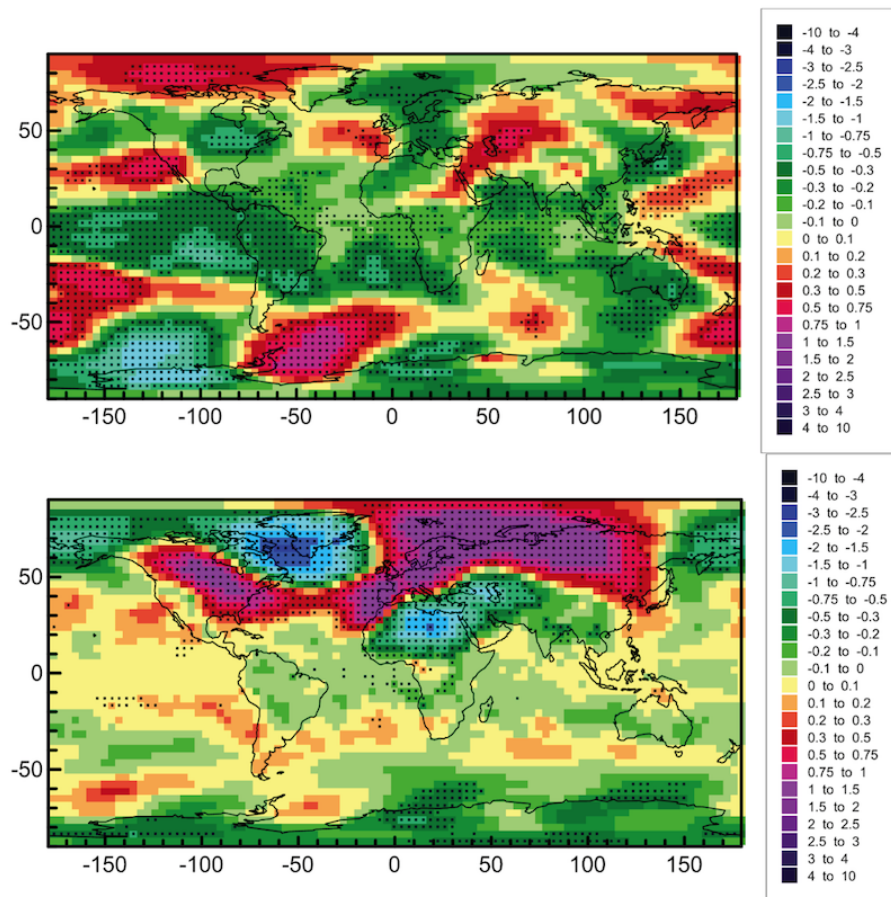 -10 to -4
-4 to -3
-3 to -2.5
-2.5 to -2
-2 to -1.5
-1.5 to -1
-1 to -0.75
-0.75 to -0.5
-0.5 to -0.3
-0.3 to -0.2
-0.2 to -0.1
-0.1 to 0
0 to 0.1
0.1 to 0.2
0.2 to 0.3
0.3 to 0.5
0.5 to 0.75
0.75 to 1
1 to 1.5
1.5 to 2
2 to 2.5
2.5 to 3
3 to 4
4 to 10
50
0
-50
-150 -100 -50 0 50 100 150
-10 to -4
-4 to -3
-3 to -2.5
-2.5 to -2
-2 to -1.5
-1.5 to -1
-1 to -0.75
-0.75 to -0.5
-0.5 to -0.3
-0.3 to -0.2
-0.2 to -0.1
-0.1 to 0
0 to 0.1
0.1 to 0.2
0.2 to 0.3
0.3 to 0.5
0.5 to 0.75
0.75 to 1
1 to 1.5
1.5 to 2
2 to 2.5
2.5 to 3
3 to 4
4 to 10
50
0
-50
-150 -100 -50 0 50 100 150